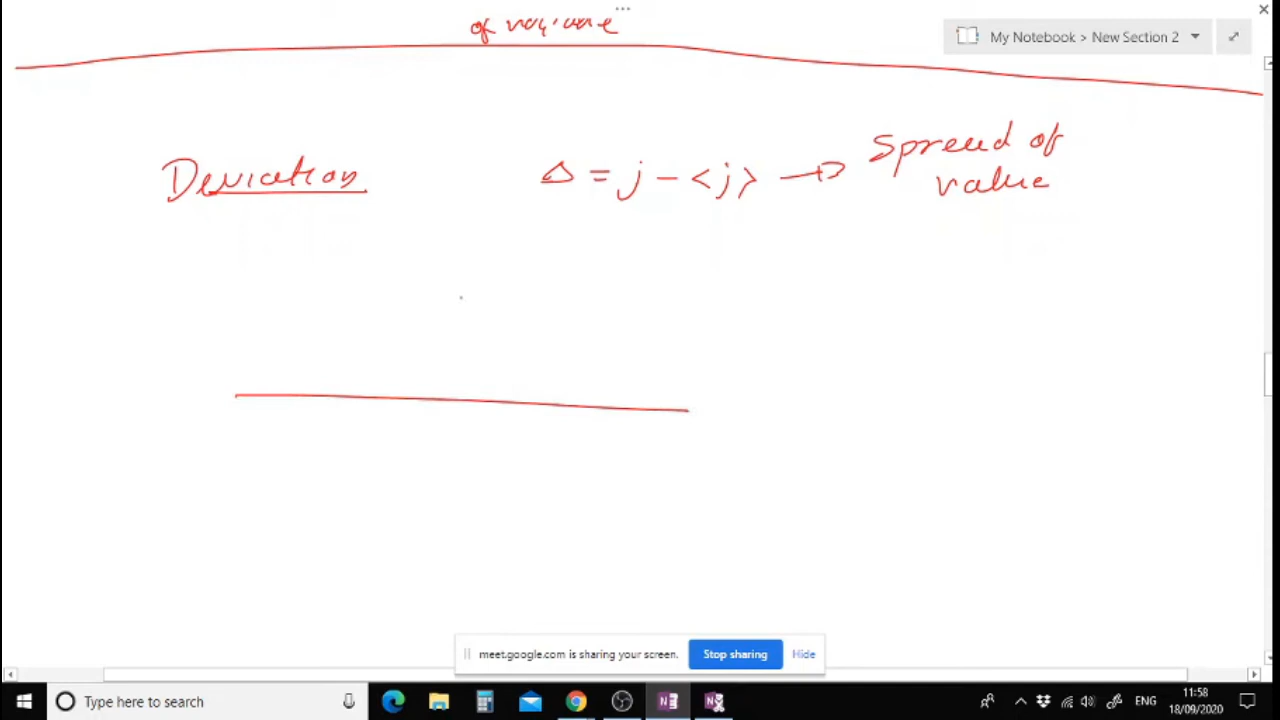 of variable
My Notebook > New Section 2
Deviation
Δ = j - <j> →
Spread of
value
meet.google.com is sharing your screen.
Stop sharing
Hide
Type here to search
ENG
11:58
18/09/2020